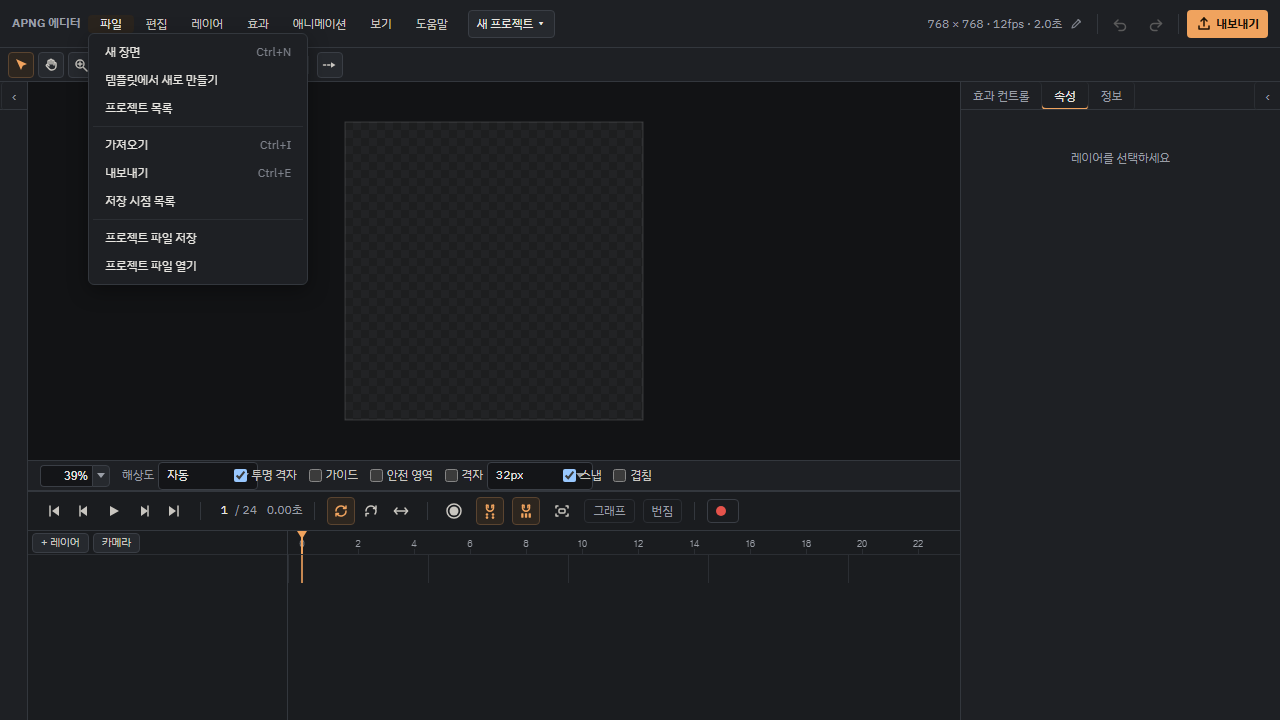 APNG 에디터 파일 편집 레이어 효과 애니메이션 보기 도움말 새 프로젝트 768 × 768 · 12fps · 2.0초 내보내기
새 장면 Ctrl+N
템플릿에서 새로 만들기
프로젝트 목록
가져오기 Ctrl+I
내보내기 Ctrl+E
저장 시점 목록
프로젝트 파일 저장
프로젝트 파일 열기
효과 컨트롤 속성 정보
레이어를 선택하세요
39% 해상도 자동 투명 격자 가이드 안전 영역 격자 32px 스냅 겹침
1 / 24 0.00초 그래프 번짐
+ 레이어 카메라 0 2 4 6 8 10 12 14 16 18 20 22